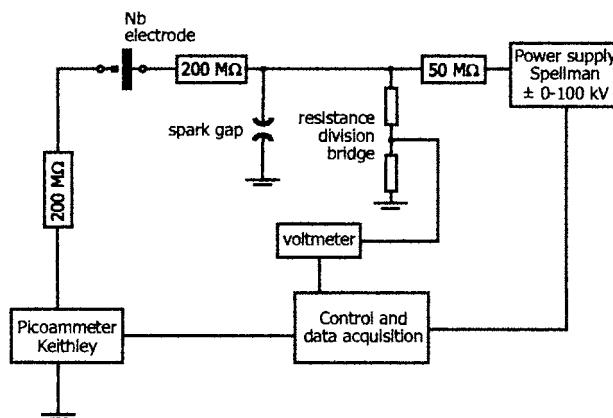 Nb
electrode
200 MΩ
50 MΩ
Power supply
Spellman
± 0-100 kV
spark gap
resistance
division
bridge
200 MΩ
voltmeter
Picoammeter
Keithley
Control and
data acquisition